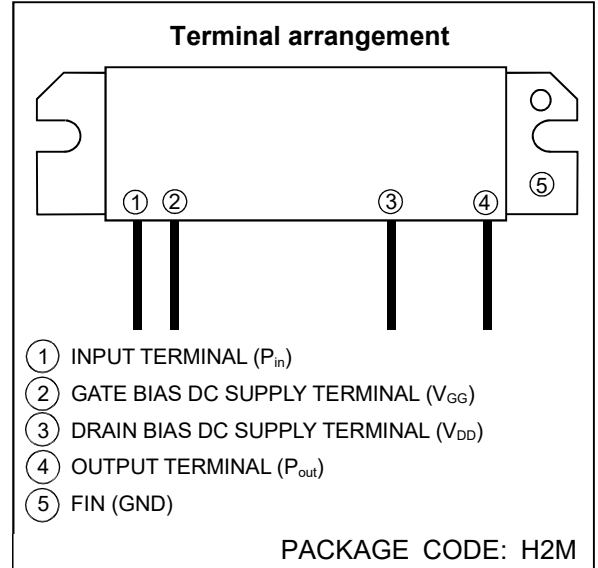 Terminal arrangement
① ② ③ ④ ⑤
① INPUT TERMINAL (Pin)
② GATE BIAS DC SUPPLY TERMINAL (VGG)
③ DRAIN BIAS DC SUPPLY TERMINAL (VDD)
④ OUTPUT TERMINAL (Pout)
⑤ FIN (GND)
PACKAGE CODE: H2M